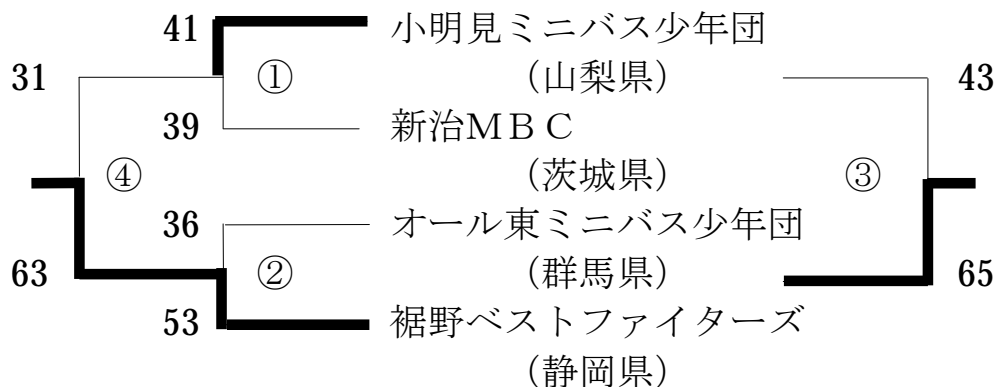 41 小明見ミニバス少年団
31 ① (山梨県) 43
39 新治MBC
④ (茨城県) ③
36 オール東ミニバス少年団
63 ② (群馬県) 65
53 裾野ベストファイターズ
(静岡県)